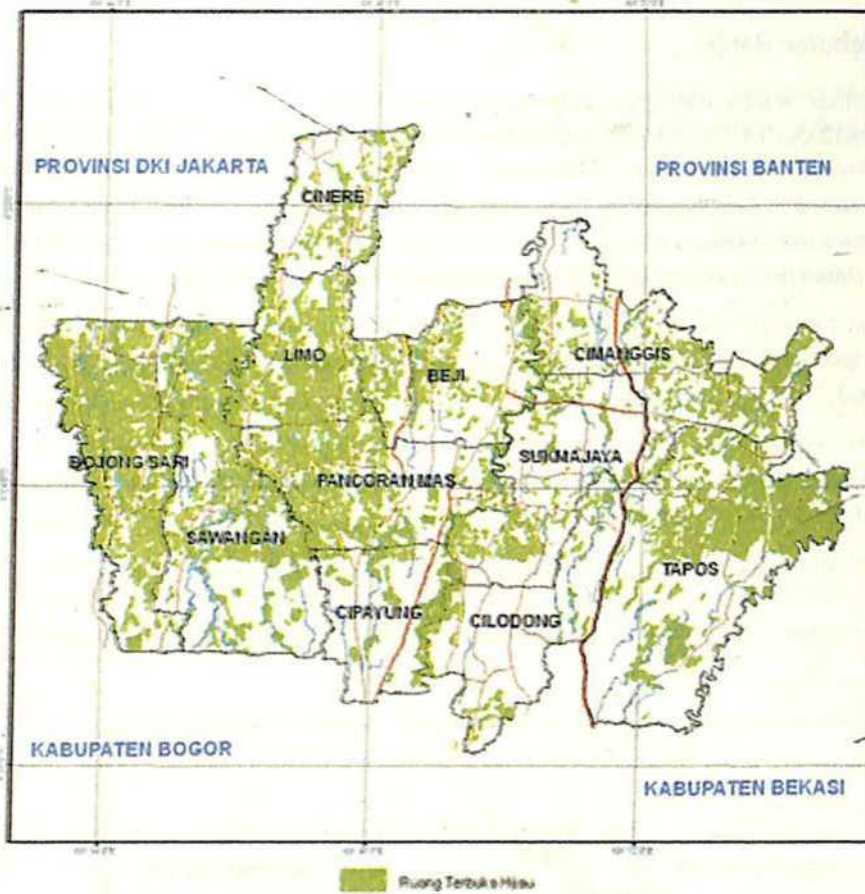 PROVINSI DKI JAKARTA
PROVINSI BANTEN
CINERE
LIMO
BEJI
CIMANGGIS
BOJONG SARI
PANCORAN MAS
SUKMAJAYA
SAWANGAN
TAPOS
CIPAYUNG
CILODONG
KABUPATEN BOGOR
KABUPATEN BEKASI
Ruang Terbuka Hijau